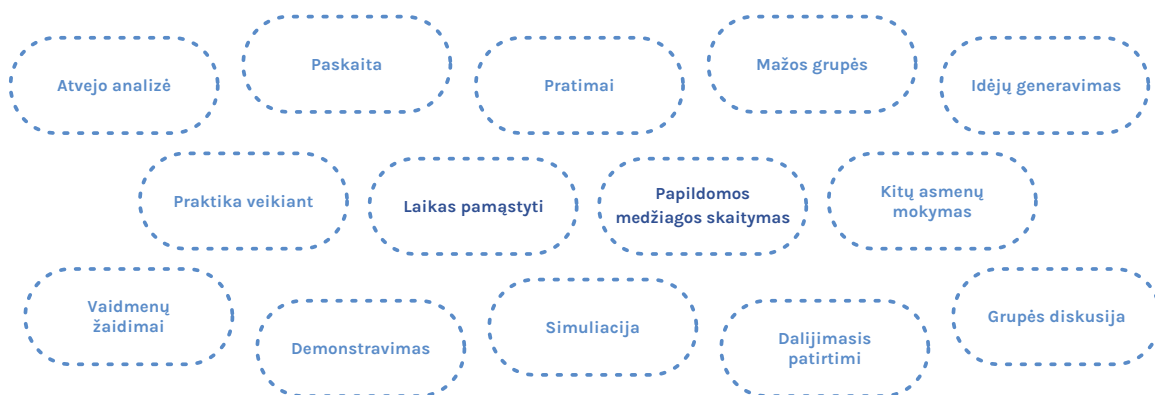 Atvejo analizė
Paskaita
Pratimai
Mažos grupės
Idėjų generavimas
Praktika veikiant
Laikas pamąstyti
Papildomos
medžiagos skaitymas
Kitų asmenų
mokymas
Vaidmenų
žaidimai
Demonstravimas
Simuliacija
Dalijimasis
patirtimi
Grupės diskusija